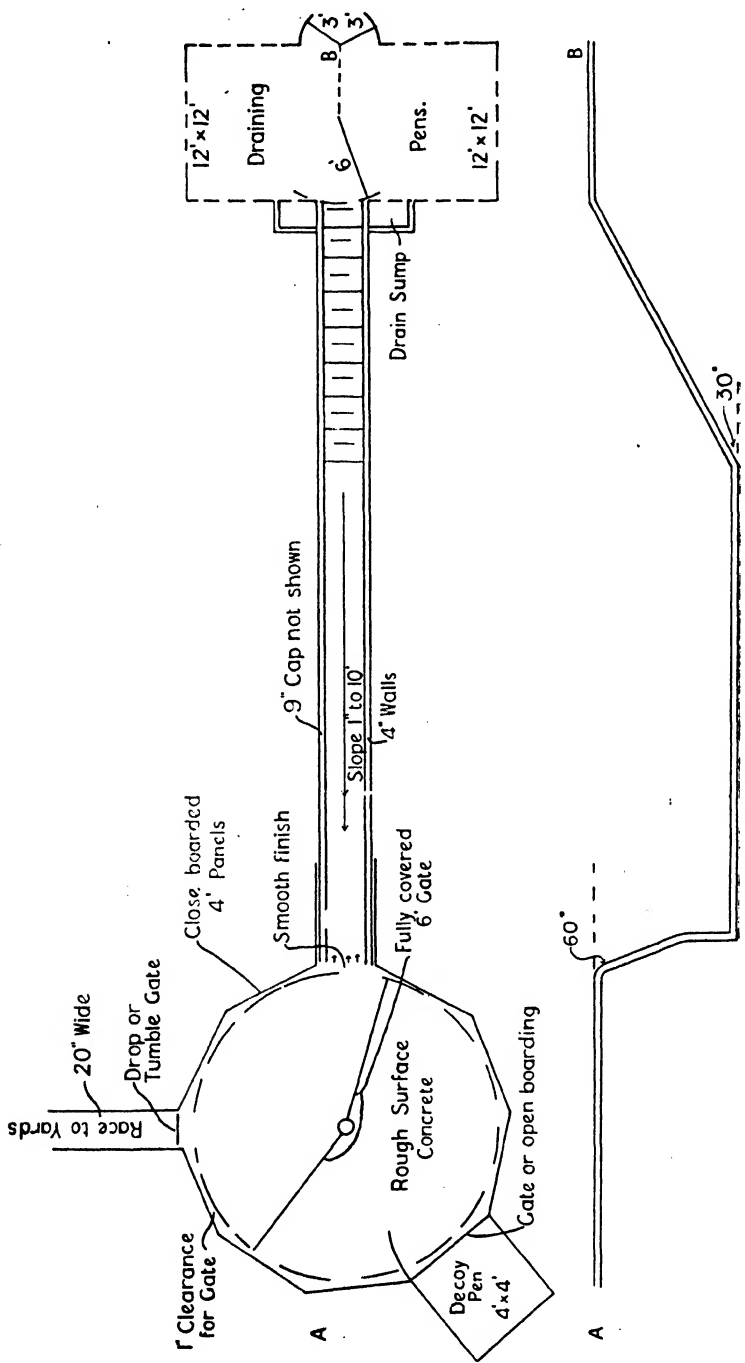 Race to Yards
20" Wide
Drop or
Tumble Gate
1" Clearance
for Gate
Close boarded
4' Panels
Smooth finish
9" Cap not shown
Slope 1" to 10'
4" Walls
Fully covered
6' Gate
Rough Surface
Concrete
Gate or open boarding
Decoy
Pen
4'×4'
A
12'×12'
Draining
6'
B
3'
3'
Pens.
12'×12'
Drain Sump
A
60°
30°
B